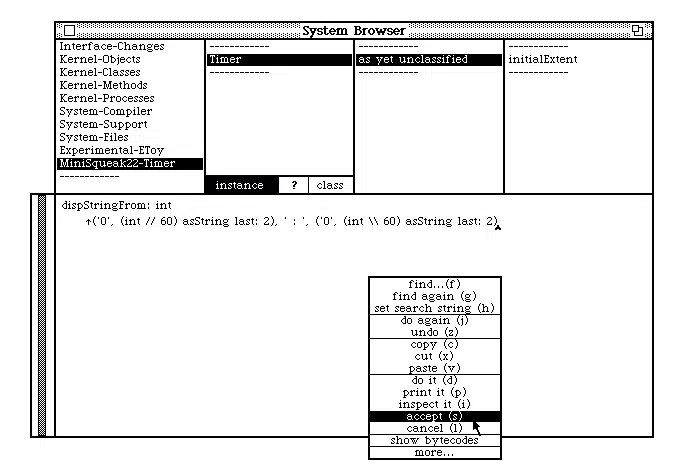 System Browser
Interface-Changes
Kernel-Objects
Kernel-Classes
Kernel-Methods
Kernel-Processes
System-Compiler
System-Support
System-Files
Experimental-EToy
MiniSqueak22-Timer
------------
------------
Timer
------------
instance
?
class
------------
as yet unclassified
------------
------------
initialExtent
------------
dispStringFrom: int
↑('0', (int // 60) asString last: 2), ' : ', ('0', (int \\ 60) asString last: 2)
find...(f)
find again (g)
set search string (h)
do again (j)
undo (z)
copy (c)
cut (x)
paste (v)
do it (d)
print it (p)
inspect it (i)
accept (s)
cancel (l)
show bytecodes
more...